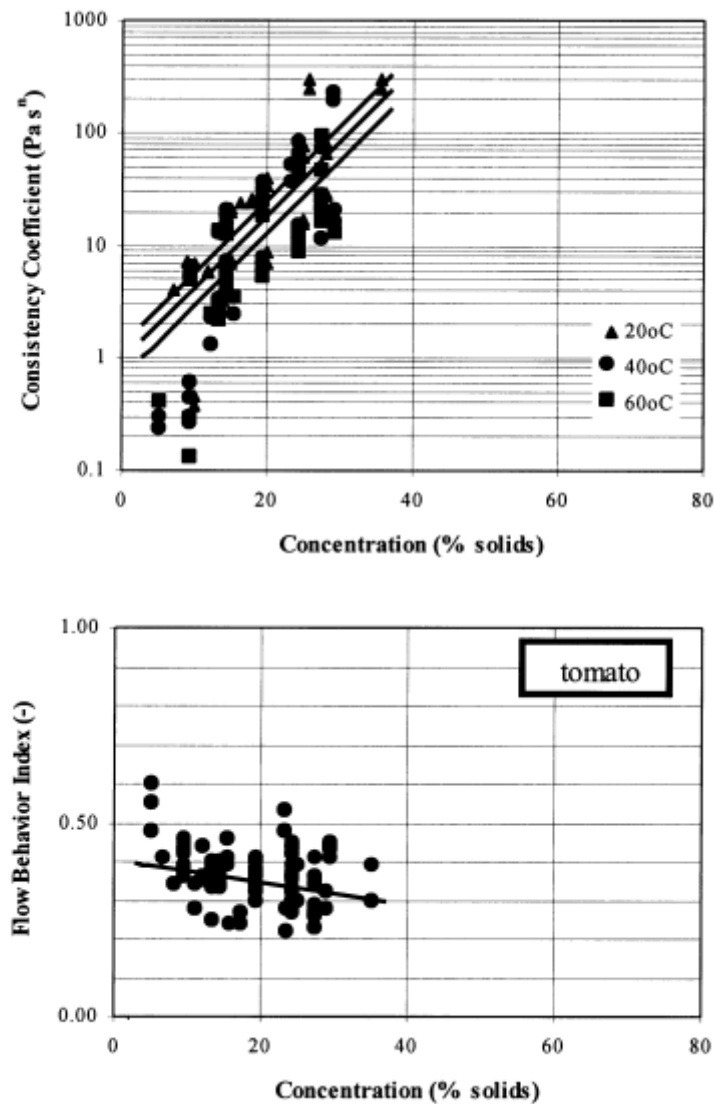 1000
100
10
1
0.1
Consistency Coefficient (Pa sⁿ)
▲ 20oC
● 40oC
■ 60oC
0 20 40 60 80
Concentration (% solids)
1.00
0.50
0.00
Flow Behavior Index (-)
tomato
0 20 40 60 80
Concentration (% solids)